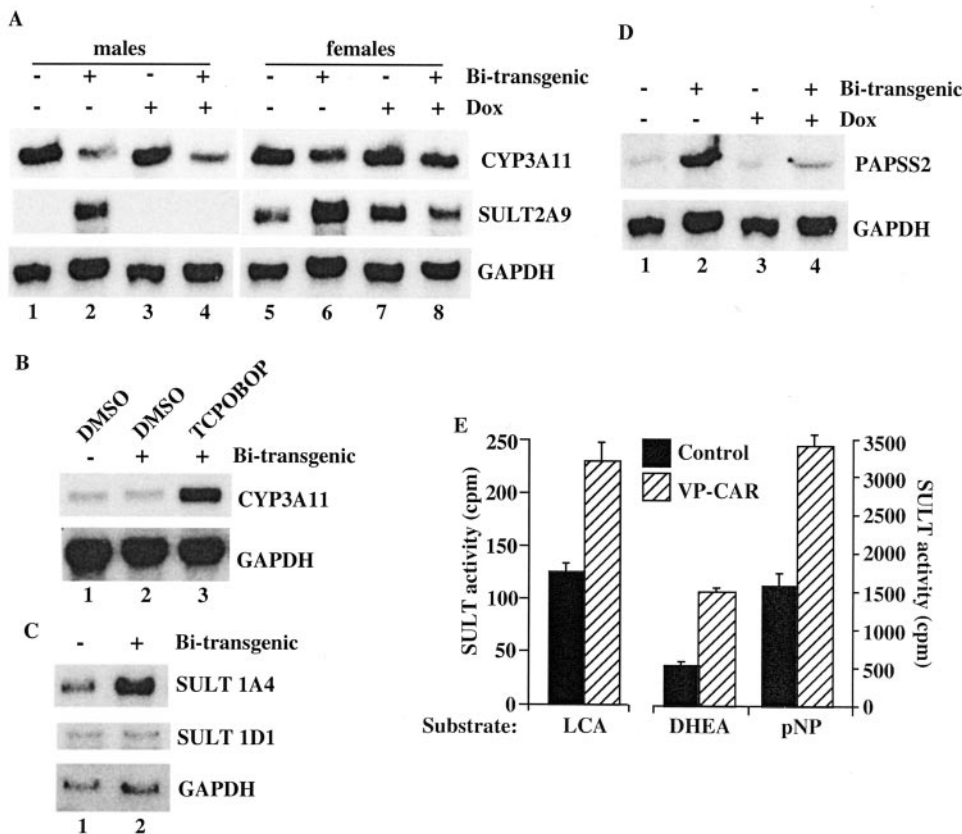 A
males females
- + - + - + - + Bi-transgenic
- - + + - - + + Dox
CYP3A11
SULT2A9
GAPDH
1 2 3 4 5 6 7 8
D
- + - + Bi-transgenic
- - + + Dox
PAPSS2
GAPDH
1 2 3 4
B
DMSO DMSO TCPOBOP
- + + Bi-transgenic
CYP3A11
GAPDH
1 2 3
C
- + Bi-transgenic
SULT 1A4
SULT 1D1
GAPDH
1 2
E
SULT activity (cpm)
250
200
150
100
50
0
Control
VP-CAR
3500
3000
2500
2000
1500
1000
500
0
SULT activity (cpm)
Substrate: LCA DHEA pNP